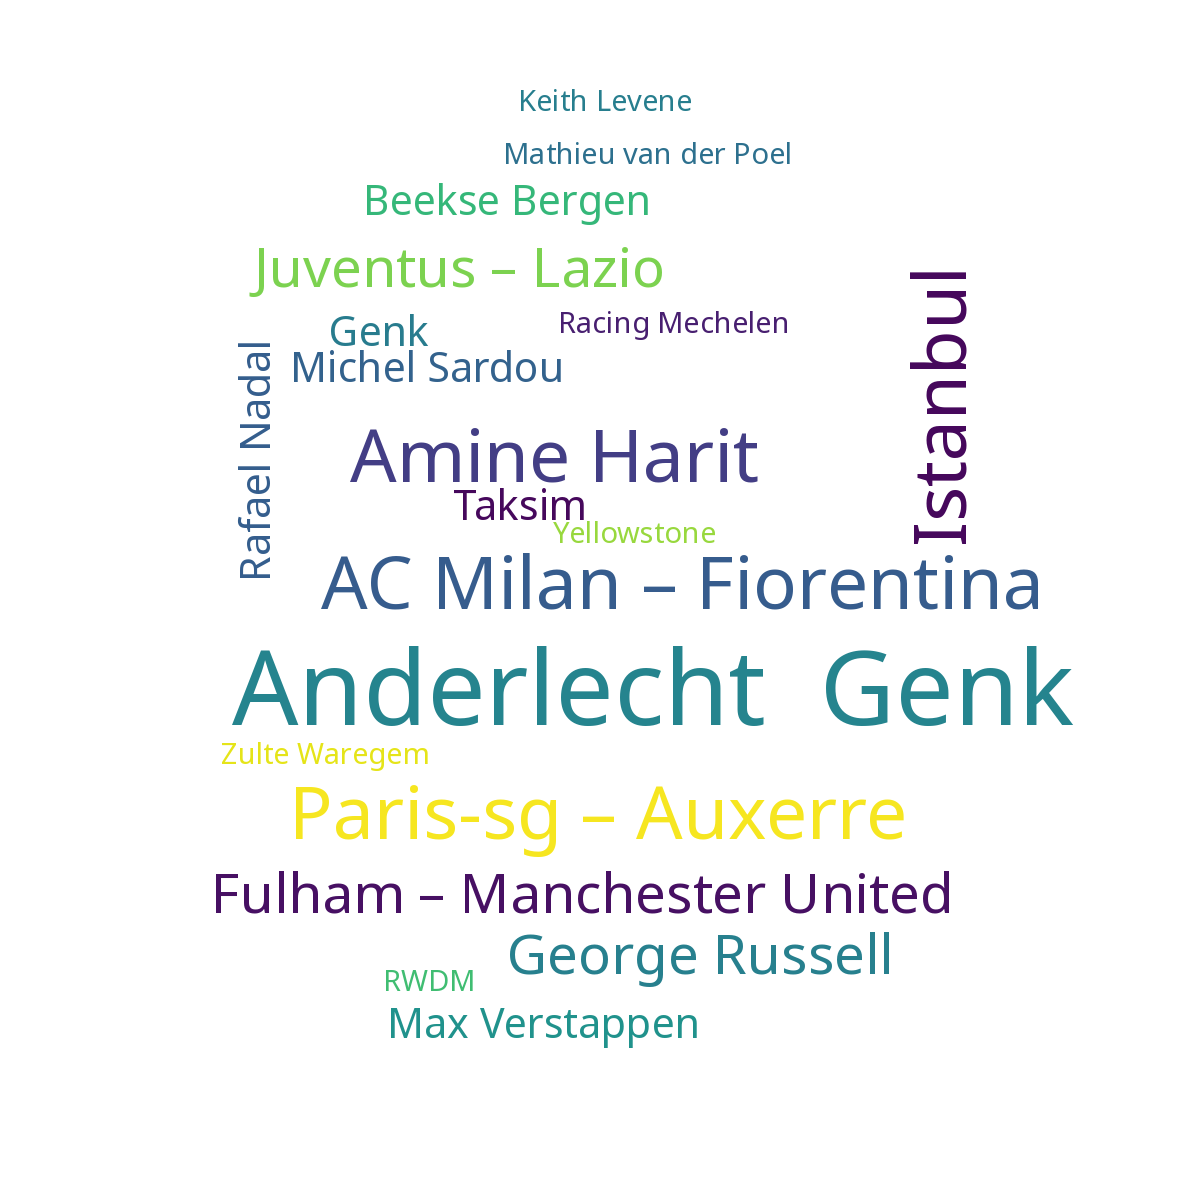 Keith Levene
Mathieu van der Poel
Beekse Bergen
Juventus – Lazio
Istanbul
Genk
Racing Mechelen
Rafael Nadal
Michel Sardou
Amine Harit
Taksim
Yellowstone
AC Milan – Fiorentina
Anderlecht  Genk
Zulte Waregem
Paris-sg – Auxerre
Fulham – Manchester United
George Russell
RWDM
Max Verstappen